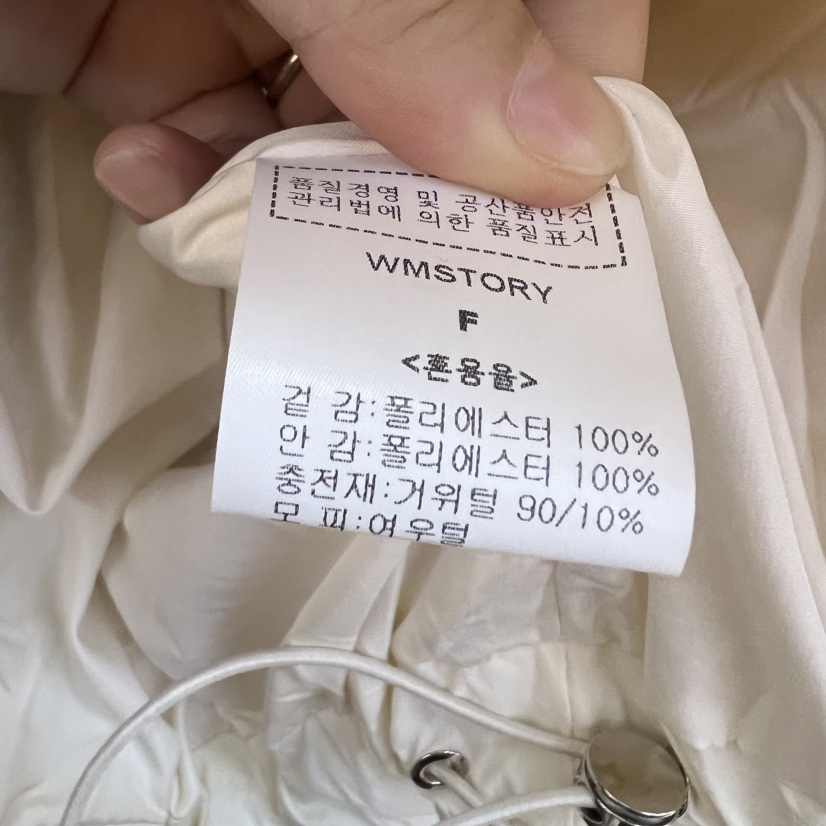 품질경영 및 공산품안전
관리법에 의한 품질표시
WMSTORY
F
<혼용율>
겉 감:폴리에스터 100%
안 감:폴리에스터 100%
충전재:거위털 90/10%
모 피:여우털